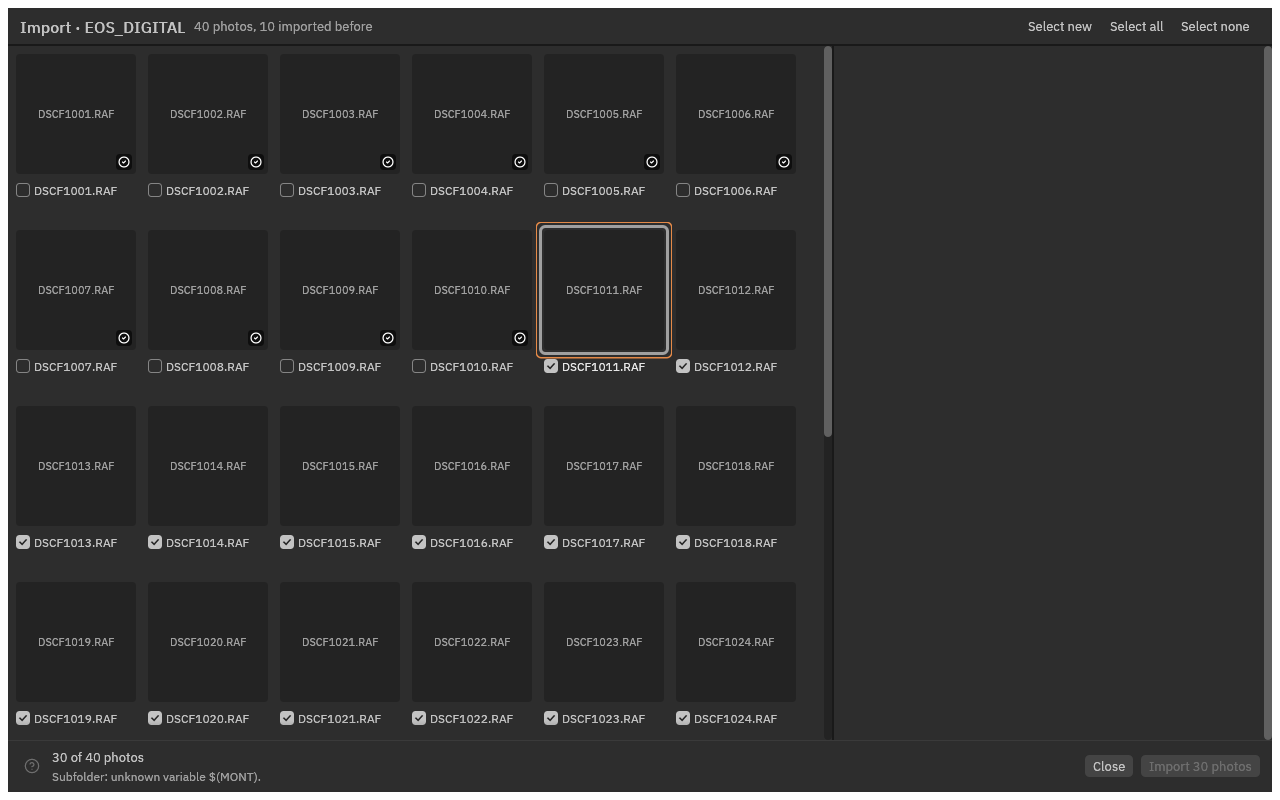 Import · EOS_DIGITAL 40 photos, 10 imported before Select new Select all Select none
DSCF1001.RAF DSCF1002.RAF DSCF1003.RAF DSCF1004.RAF DSCF1005.RAF DSCF1006.RAF
DSCF1001.RAF DSCF1002.RAF DSCF1003.RAF DSCF1004.RAF DSCF1005.RAF DSCF1006.RAF
DSCF1007.RAF DSCF1008.RAF DSCF1009.RAF DSCF1010.RAF DSCF1011.RAF DSCF1012.RAF
DSCF1007.RAF DSCF1008.RAF DSCF1009.RAF DSCF1010.RAF DSCF1011.RAF DSCF1012.RAF
DSCF1013.RAF DSCF1014.RAF DSCF1015.RAF DSCF1016.RAF DSCF1017.RAF DSCF1018.RAF
DSCF1013.RAF DSCF1014.RAF DSCF1015.RAF DSCF1016.RAF DSCF1017.RAF DSCF1018.RAF
DSCF1019.RAF DSCF1020.RAF DSCF1021.RAF DSCF1022.RAF DSCF1023.RAF DSCF1024.RAF
DSCF1019.RAF DSCF1020.RAF DSCF1021.RAF DSCF1022.RAF DSCF1023.RAF DSCF1024.RAF
30 of 40 photos
Subfolder: unknown variable $(MONT).
Close Import 30 photos